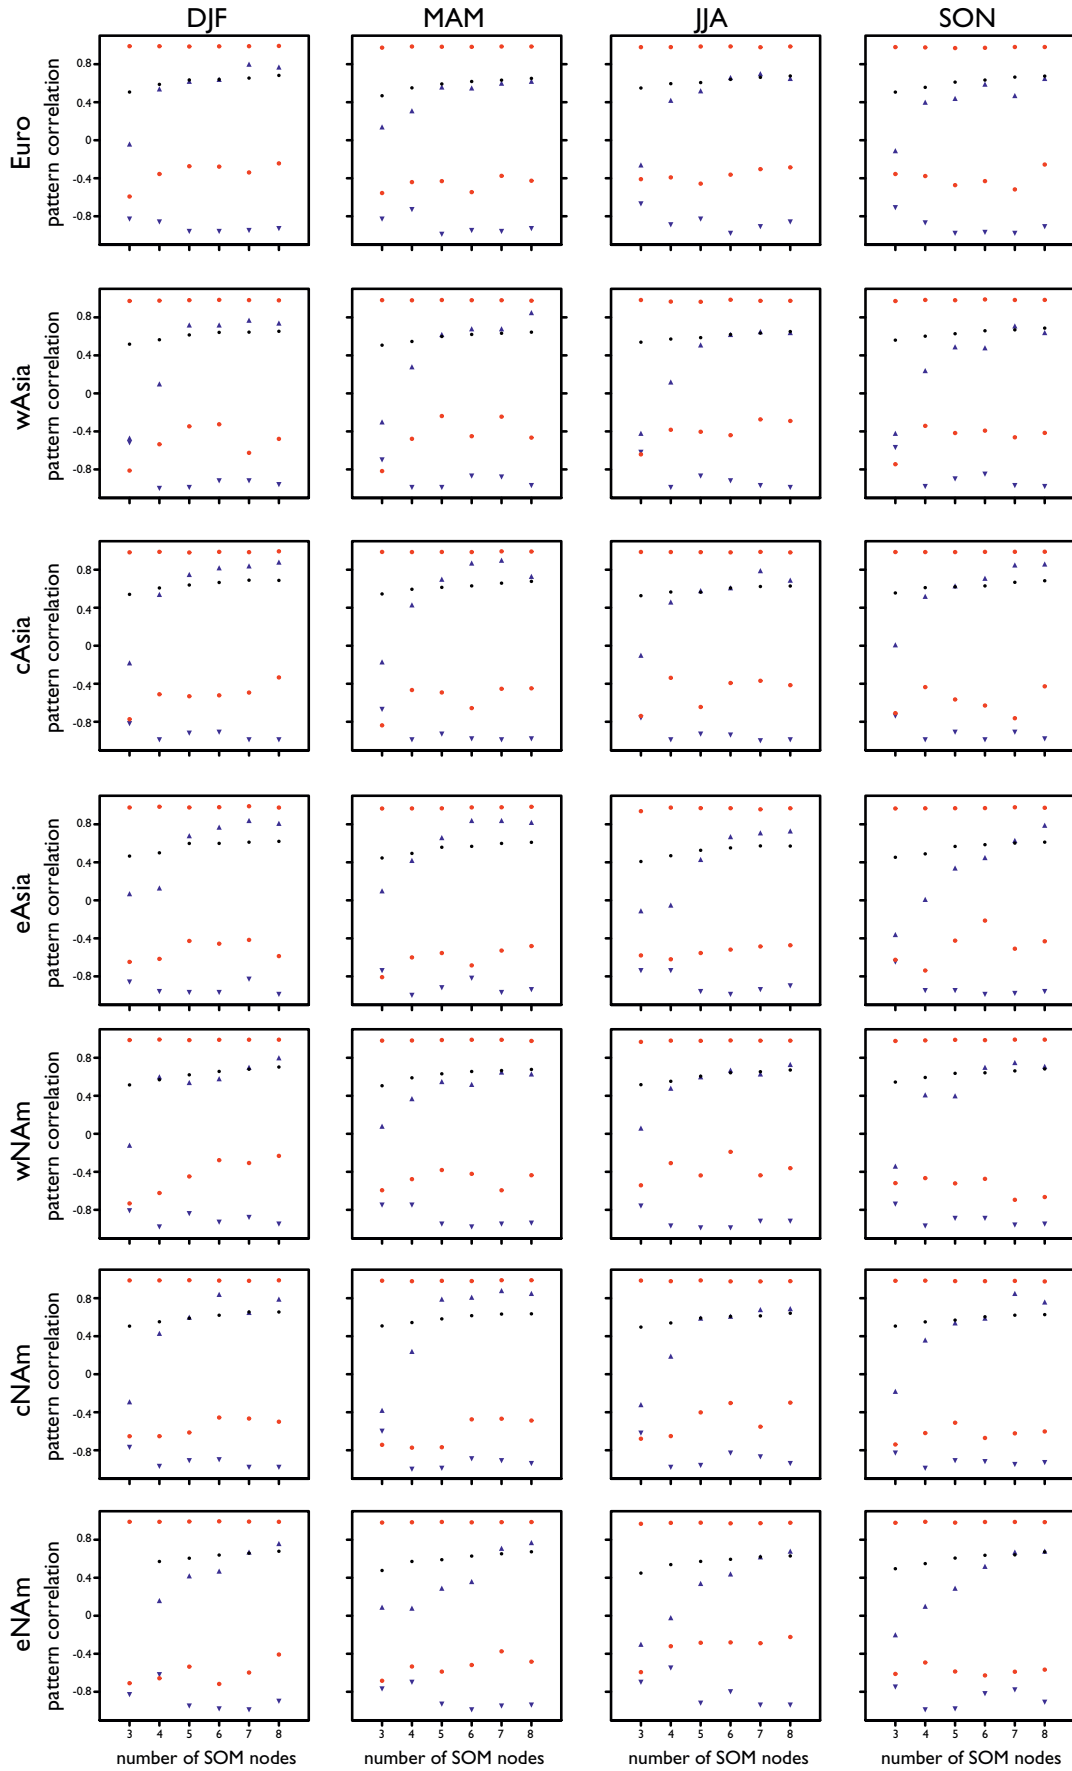 DJF MAM JJA SON
Euro
pattern correlation
0.8
0.4
0
-0.4
-0.8
wAsia
pattern correlation
0.8
0.4
0
-0.4
-0.8
cAsia
pattern correlation
0.8
0.4
0
-0.4
-0.8
eAsia
pattern correlation
0.8
0.4
0
-0.4
-0.8
wNAm
pattern correlation
0.8
0.4
0
-0.4
-0.8
cNAm
pattern correlation
0.8
0.4
0
-0.4
-0.8
eNAm
pattern correlation
0.8
0.4
0
-0.4
-0.8
3 4 5 6 7 8 3 4 5 6 7 8 3 4 5 6 7 8 3 4 5 6 7 8
number of SOM nodes number of SOM nodes number of SOM nodes number of SOM nodes